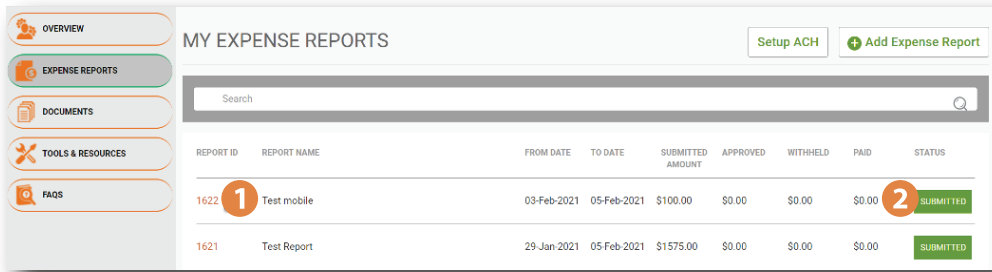 OVERVIEW
EXPENSE REPORTS
DOCUMENTS
TOOLS & RESOURCES
FAQS
MY EXPENSE REPORTS
Setup ACH
Add Expense Report
Search
REPORT ID REPORT NAME FROM DATE TO DATE SUBMITTED AMOUNT APPROVED WITHHELD PAID STATUS
1622 1 Test mobile 03-Feb-2021 05-Feb-2021 $100.00 $0.00 $0.00 $0.00 2 SUBMITTED
1621 Test Report 29-Jan-2021 05-Feb-2021 $1575.00 $0.00 $0.00 $0.00 SUBMITTED